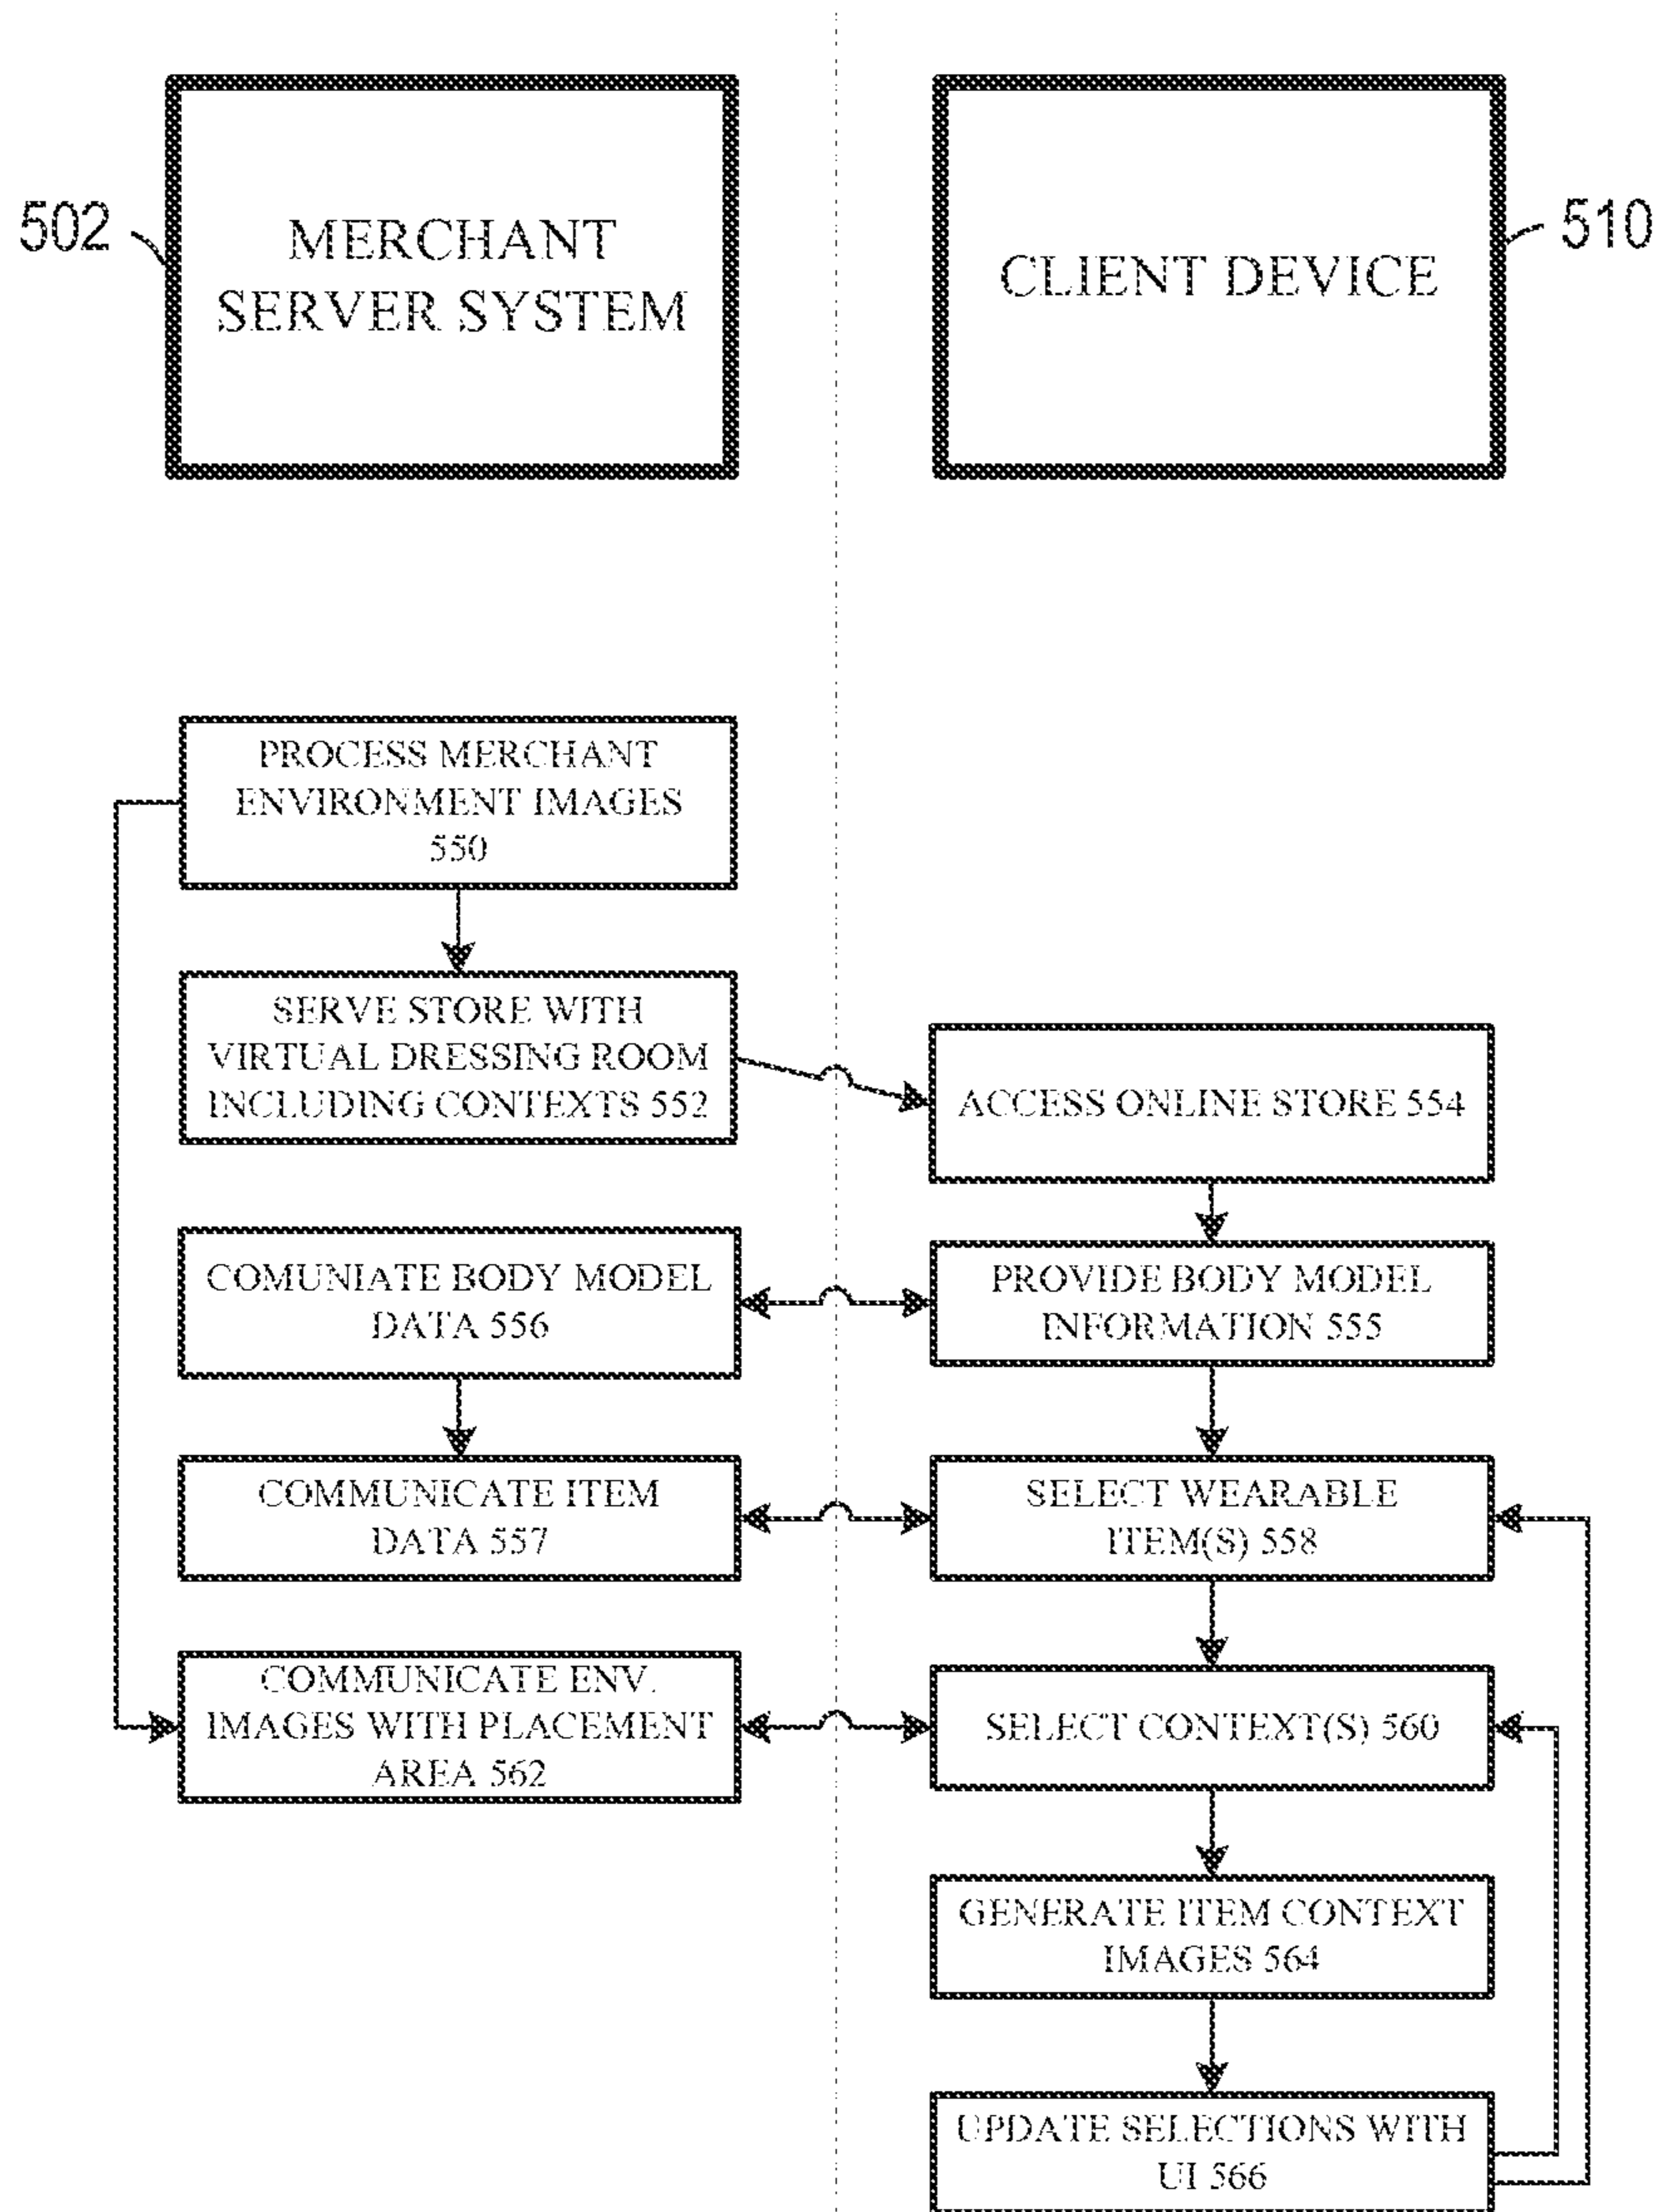 502
MERCHANT
SERVER SYSTEM
CLIENT DEVICE
510
PROCESS MERCHANT
ENVIRONMENT IMAGES
550
SERVE STORE WITH
VIRTUAL DRESSING ROOM
INCLUDING CONTEXTS 552
ACCESS ONLINE STORE 554
COMUNIATE BODY MODEL
DATA 556
PROVIDE BODY MODEL
INFORMATION 555
COMMUNICATE ITEM
DATA 557
SELECT WEARABLE
ITEM(S) 558
COMMUNICATE ENV.
IMAGES WITH PLACEMENT
AREA 562
SELECT CONTEXT(S) 560
GENERATE ITEM CONTEXT
IMAGES 564
UPDATE SELECTIONS WITH
UI 566